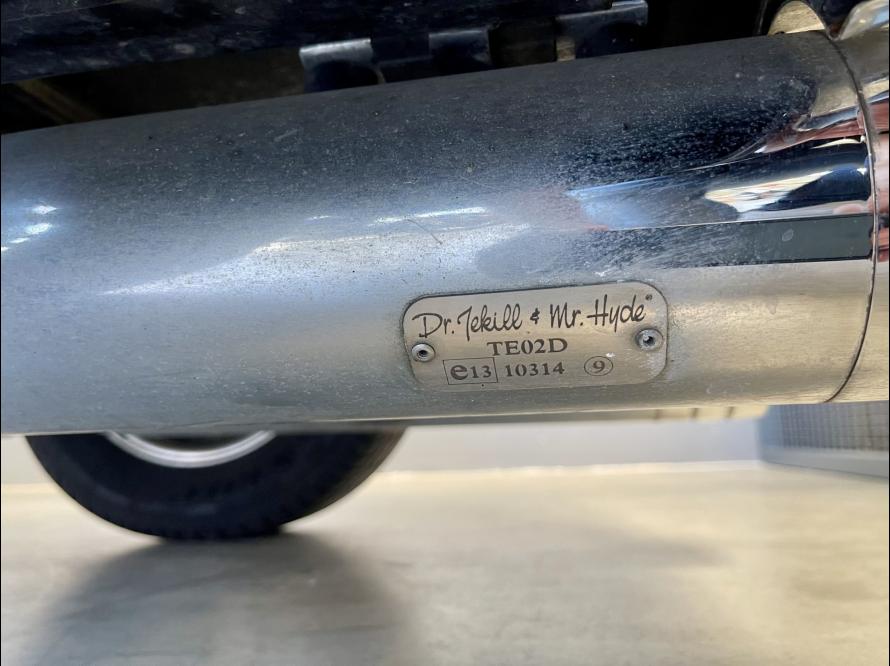 Dr. Jekill & Mr. Hyde®
TE02D
e13 10314 9